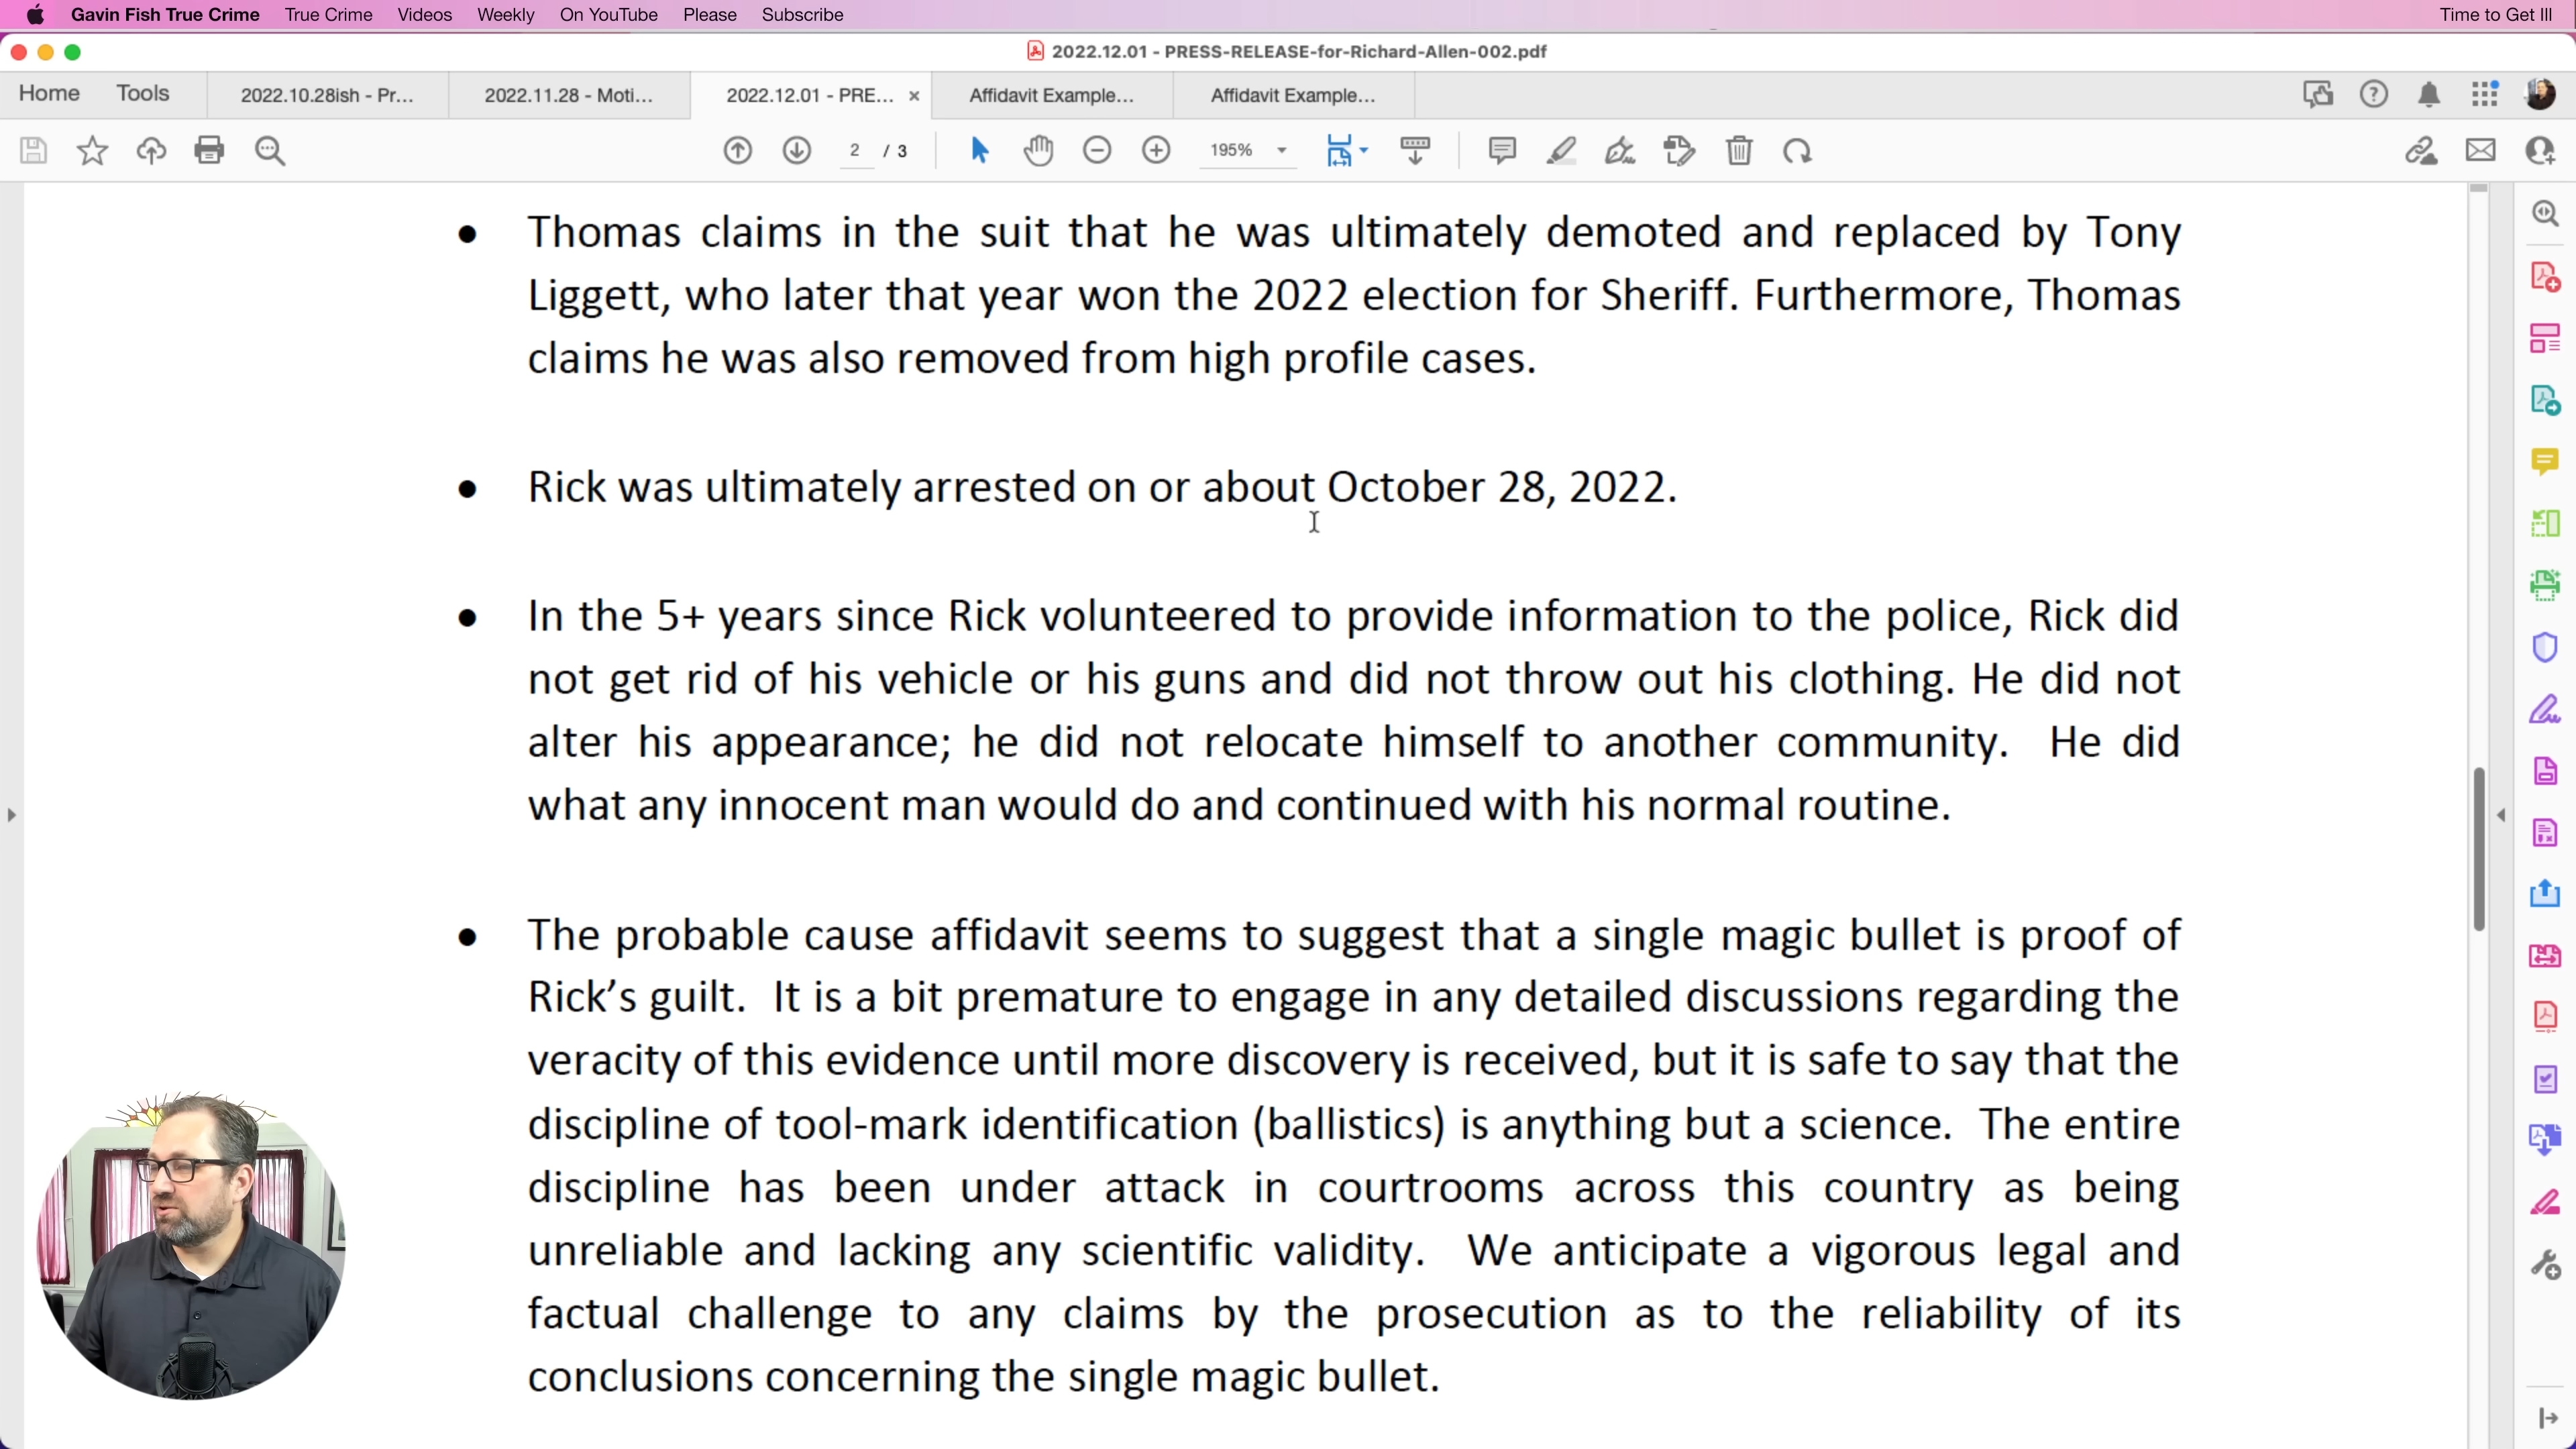 Gavin Fish True Crime True Crime Videos Weekly On YouTube Please Subscribe Time to Get Ill
2022.12.01 - PRESS-RELEASE-for-Richard-Allen-002.pdf
Home Tools 2022.10.28ish - Pr... 2022.11.28 - Moti... 2022.12.01 - PRE... × Affidavit Example... Affidavit Example...
2 / 3 195%
• Thomas claims in the suit that he was ultimately demoted and replaced by Tony
Liggett, who later that year won the 2022 election for Sheriff. Furthermore, Thomas
claims he was also removed from high profile cases.
• Rick was ultimately arrested on or about October 28, 2022.
• In the 5+ years since Rick volunteered to provide information to the police, Rick did
not get rid of his vehicle or his guns and did not throw out his clothing. He did not
alter his appearance; he did not relocate himself to another community. He did
what any innocent man would do and continued with his normal routine.
• The probable cause affidavit seems to suggest that a single magic bullet is proof of
Rick’s guilt. It is a bit premature to engage in any detailed discussions regarding the
veracity of this evidence until more discovery is received, but it is safe to say that the
discipline of tool-mark identification (ballistics) is anything but a science. The entire
discipline has been under attack in courtrooms across this country as being
unreliable and lacking any scientific validity. We anticipate a vigorous legal and
factual challenge to any claims by the prosecution as to the reliability of its
conclusions concerning the single magic bullet.